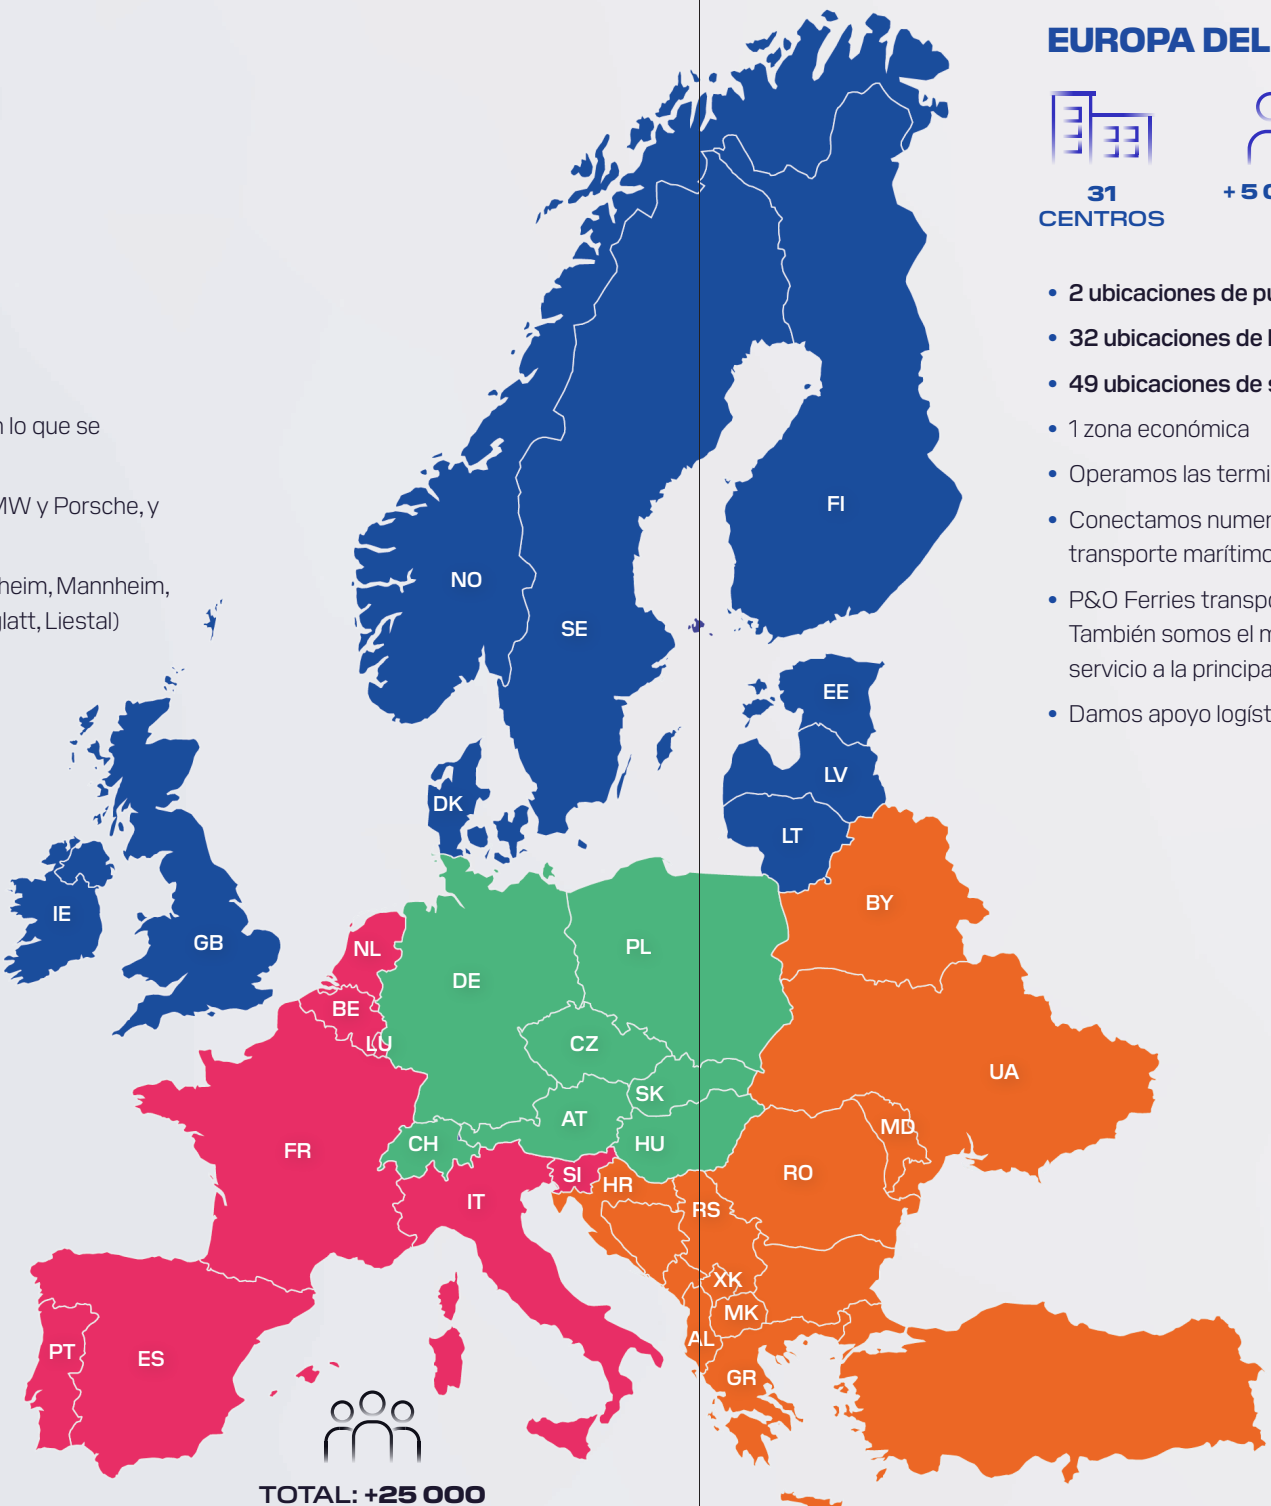 EUROPA DEL
31
CENTROS
+ 5 0
• 2 ubicaciones de pu
• 32 ubicaciones de
• 49 ubicaciones de s
• 1 zona económica
• Operamos las termi
• Conectamos numer
transporte marítimo
• P&O Ferries transpo
También somos el m
servicio a la principa
• Damos apoyo logíst
n lo que se
MW y Porsche, y
heim, Mannheim,
glatt, Liestal)
NO
SE
FI
EE
LV
LT
DK
IE
GB
NL
BE
LU
DE
PL
CZ
SK
AT
HU
CH
BY
UA
MD
RO
FR
IT
SI
HR
RS
XK
MK
AL
GR
PT
ES
TOTAL: +25 000